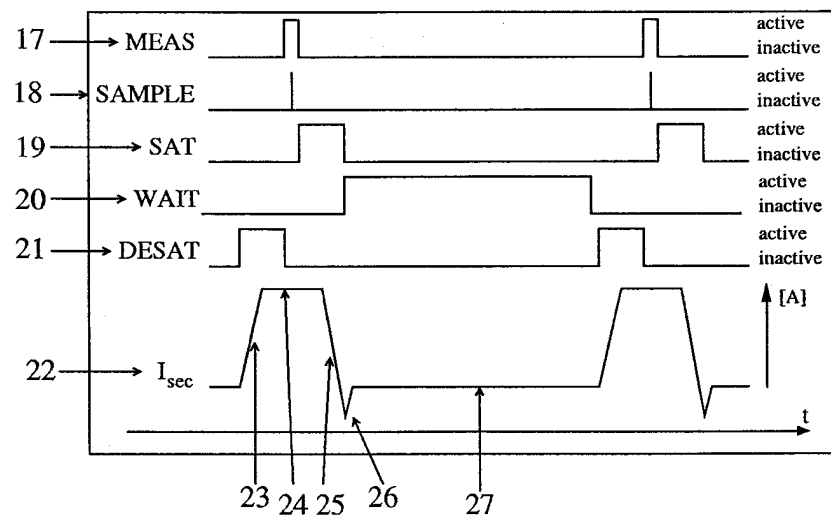 17 MEAS active
inactive
18 SAMPLE active
inactive
19 SAT active
inactive
20 WAIT active
inactive
21 DESAT active
inactive
[A]
22 Isec
t
23 24 25 26 27